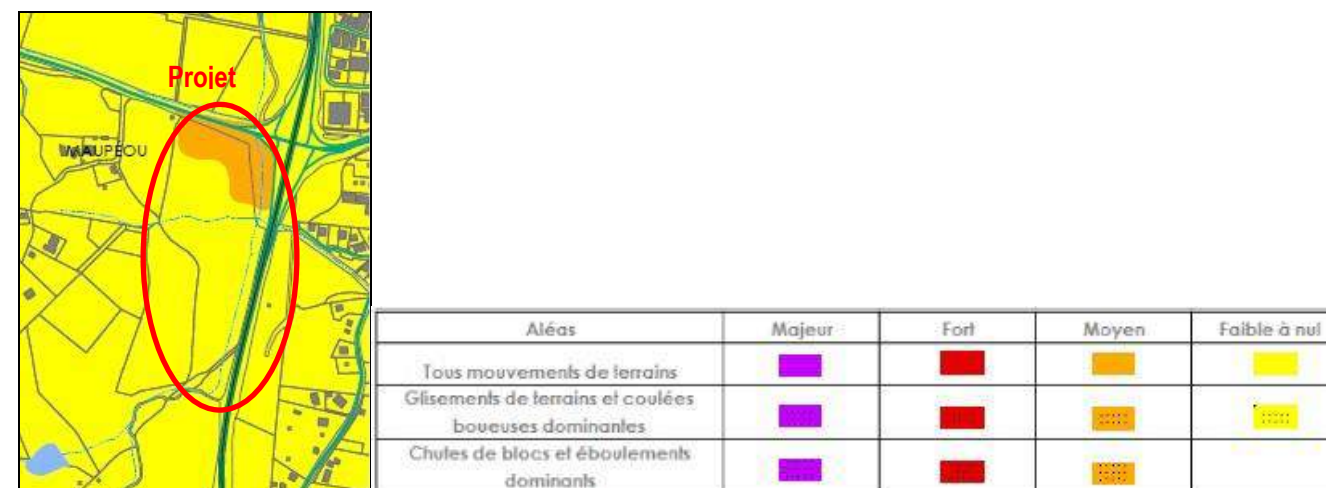 Projet
MAUPEOU
Aléas Majeur Fort Moyen Faible à nul
Tous mouvements de terrains
Glisements de terrains et coulées
boueuses dominantes
Chutes de blocs et éboulements
dominants